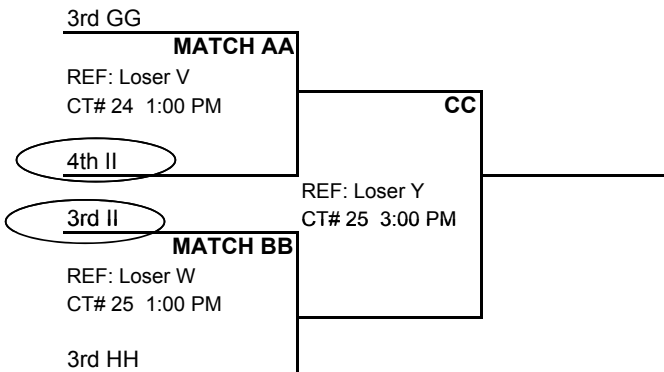 3rd GG
MATCH AA
REF: Loser V
CT# 24 1:00 PM
CC
4th II
REF: Loser Y
CT# 25 3:00 PM
3rd II
MATCH BB
REF: Loser W
CT# 25 1:00 PM
3rd HH